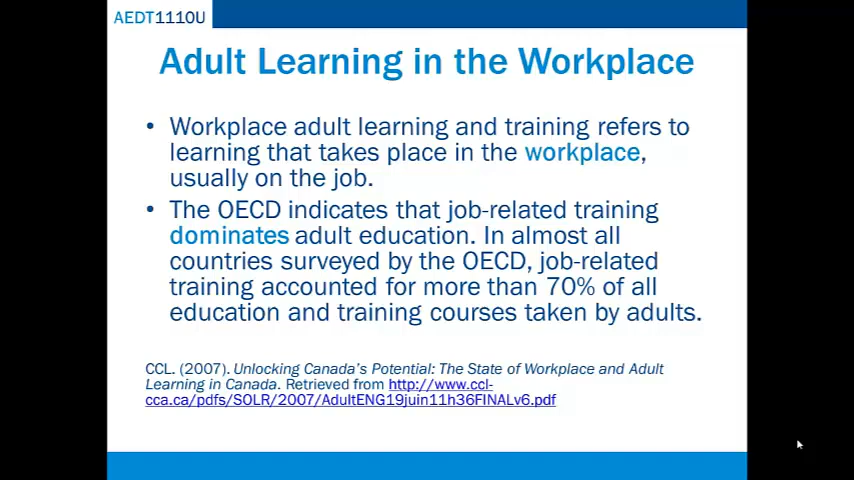 AEDT1110U
Adult Learning in the Workplace
• Workplace adult learning and training refers to
learning that takes place in the workplace,
usually on the job.
• The OECD indicates that job-related training
dominates adult education. In almost all
countries surveyed by the OECD, job-related
training accounted for more than 70% of all
education and training courses taken by adults.
CCL. (2007). Unlocking Canada's Potential: The State of Workplace and Adult
Learning in Canada. Retrieved from http://www.ccl-
cca.ca/pdfs/SOLR/2007/AdultENG19juin11h36FINALv6.pdf